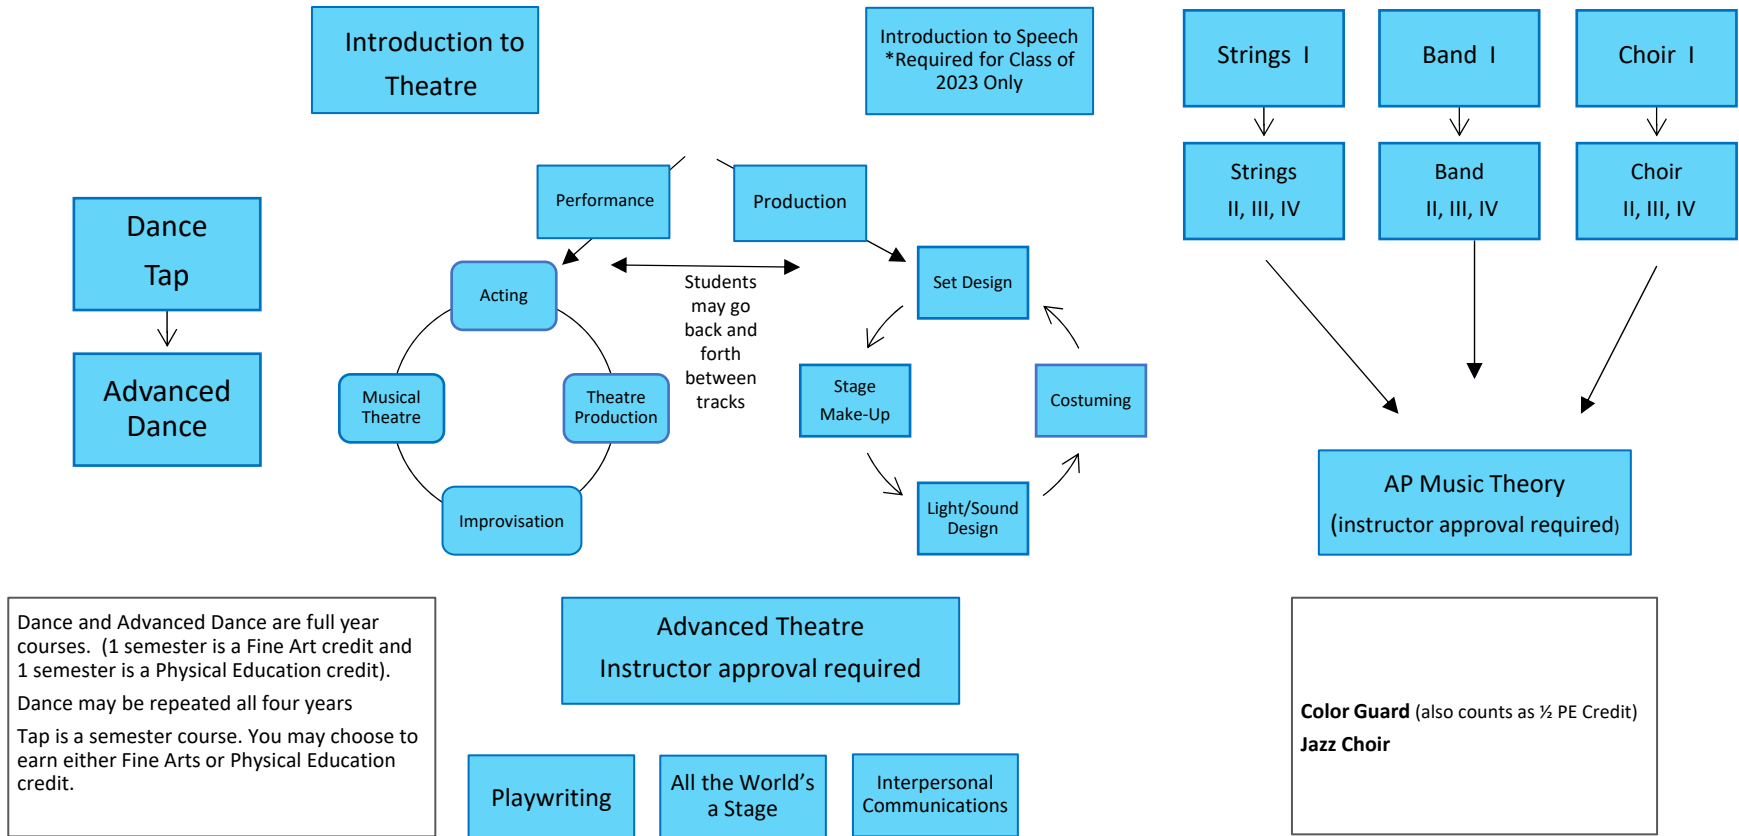 Introduction to
Theatre
Introduction to Speech
*Required for Class of
2023 Only
Strings I
Band I
Choir I
Strings
II, III, IV
Band
II, III, IV
Choir
II, III, IV
Performance
Production
Dance
Tap
Advanced
Dance
Acting
Musical
Theatre
Theatre
Production
Improvisation
Students
may go
back and
forth
between
tracks
Set Design
Stage
Make-Up
Costuming
Light/Sound
Design
AP Music Theory
(instructor approval required)
Dance and Advanced Dance are full year
courses. (1 semester is a Fine Art credit and
1 semester is a Physical Education credit).
Dance may be repeated all four years
Tap is a semester course. You may choose to
earn either Fine Arts or Physical Education
credit.
Advanced Theatre
Instructor approval required
Playwriting
All the World's
a Stage
Interpersonal
Communications
Color Guard (also counts as ½ PE Credit)
Jazz Choir